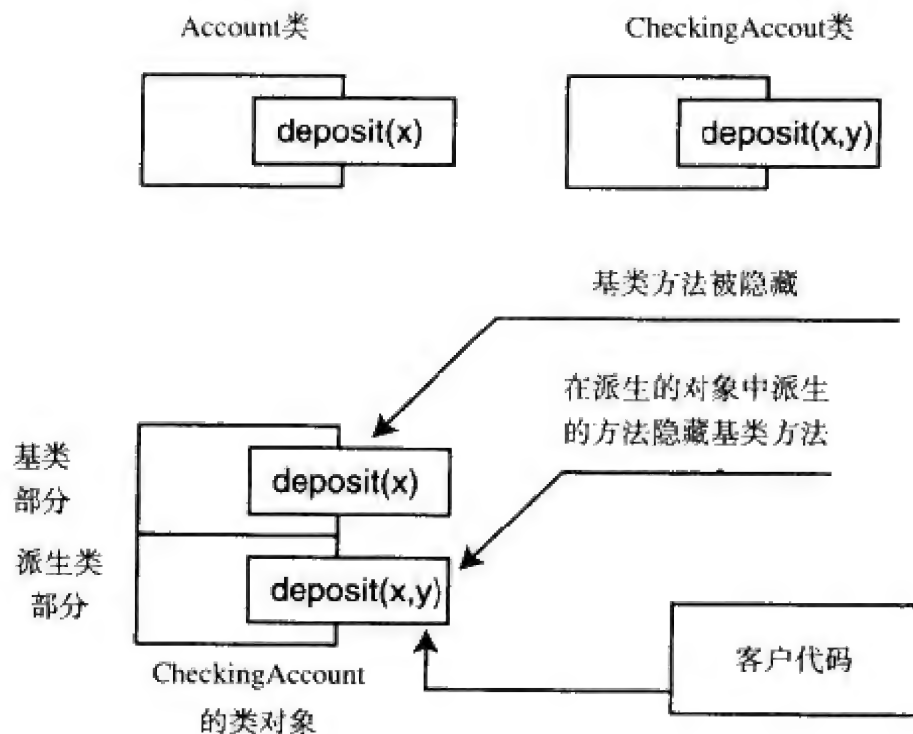 Account类
CheckingAccout类
deposit(x)
deposit(x,y)
基类方法被隐藏
在派生的对象中派生
的方法隐藏基类方法
基类
部分
deposit(x)
派生类
部分
deposit(x,y)
客户代码
CheckingAccount
的类对象